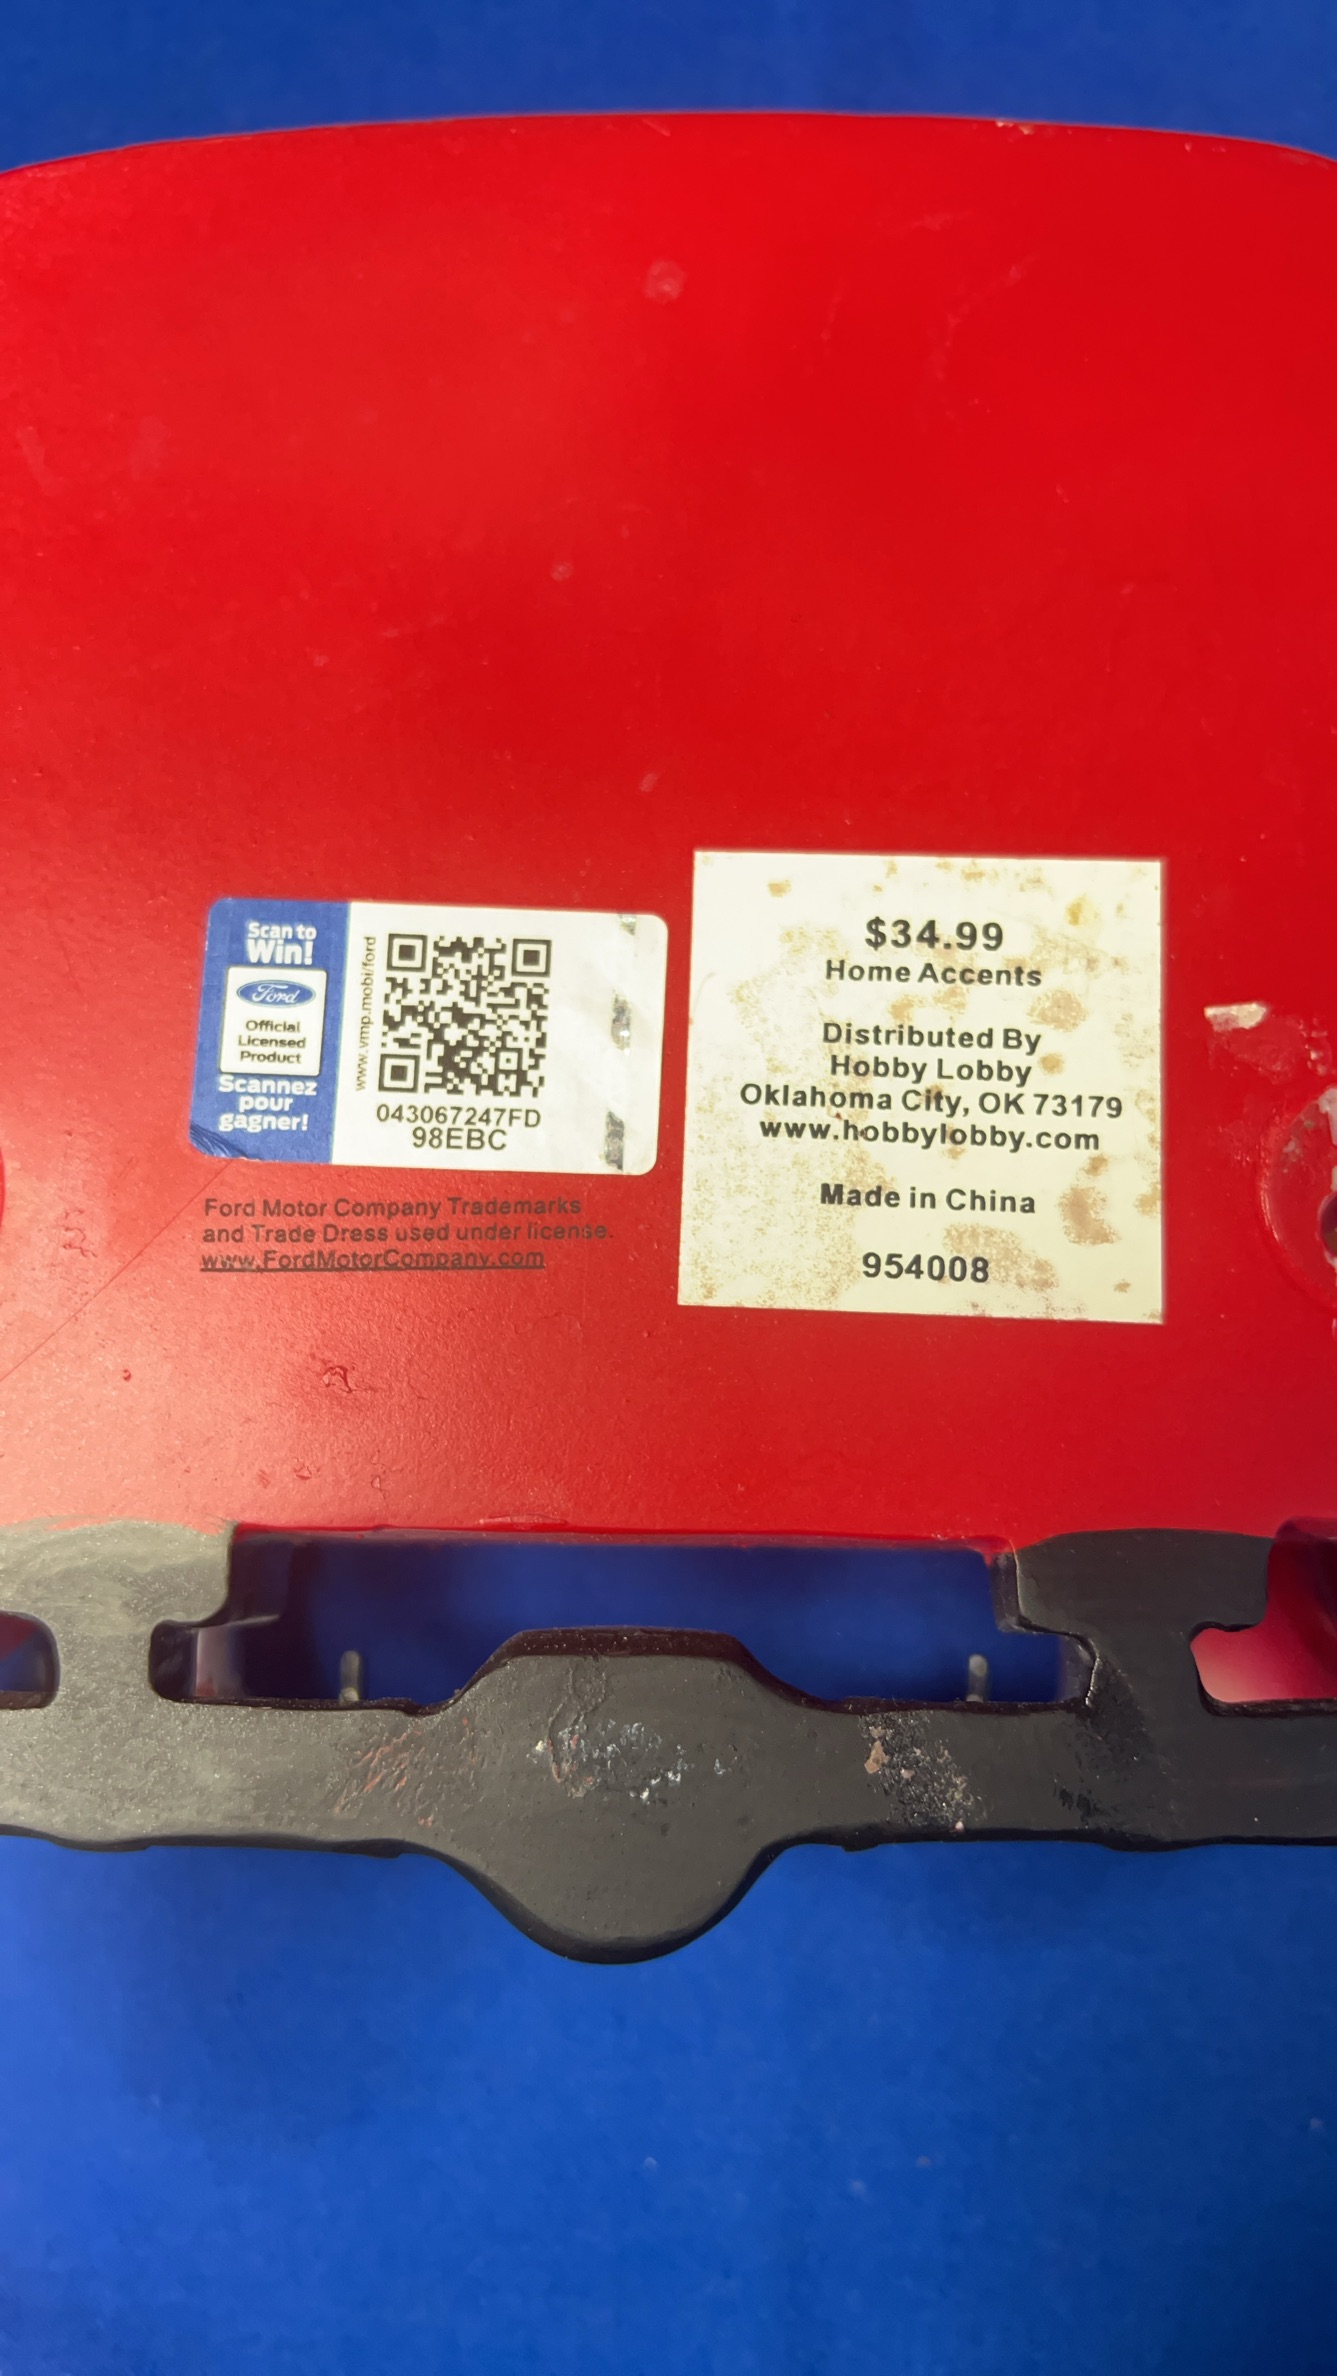 Scan to
Win!
Ford
Official
Licensed
Product
Scannez
pour
gagner!
www.vmp.mobi/ford
043067247FD
98EBC
Ford Motor Company Trademarks
and Trade Dress used under license.
www.FordMotorCompany.com
$34.99
Home Accents
Distributed By
Hobby Lobby
Oklahoma City, OK 73179
www.hobbylobby.com
Made in China
954008